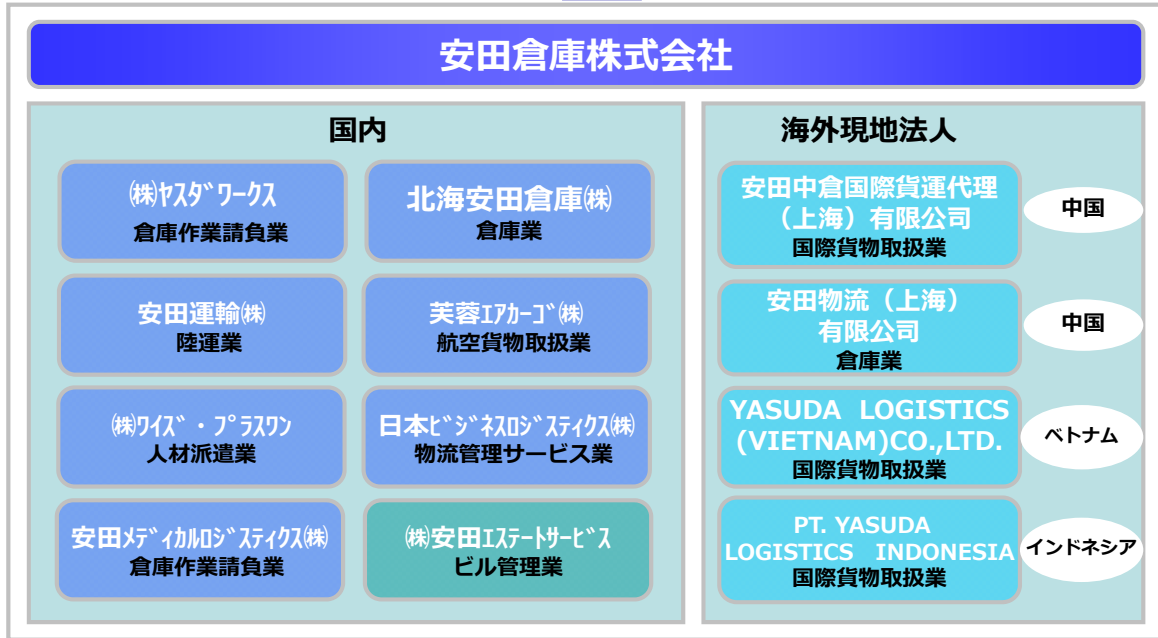 安田倉庫株式会社
国内
㈱ﾔｽﾀﾞﾜｰｸｽ
倉庫作業請負業
北海安田倉庫㈱
倉庫業
安田運輸㈱
陸運業
芙蓉ｴｱｶｰｺﾞ㈱
航空貨物取扱業
㈱ﾜｲｽﾞ・ﾌﾟﾗｽﾜﾝ
人材派遣業
日本ﾋﾞｼﾞﾈｽﾛｼﾞｽﾃｨｸｽ㈱
物流管理サービス業
安田ﾒﾃﾞｨｶﾙﾛｼﾞｽﾃｨｸｽ㈱
倉庫作業請負業
㈱安田ｴｽﾃｰﾄｻｰﾋﾞｽ
ビル管理業
海外現地法人
安田中倉国際貨運代理
（上海）有限公司
国際貨物取扱業
中国
安田物流（上海）
有限公司
倉庫業
中国
YASUDA LOGISTICS
(VIETNAM)CO.,LTD.
国際貨物取扱業
ベトナム
PT. YASUDA
LOGISTICS INDONESIA
国際貨物取扱業
インドネシア